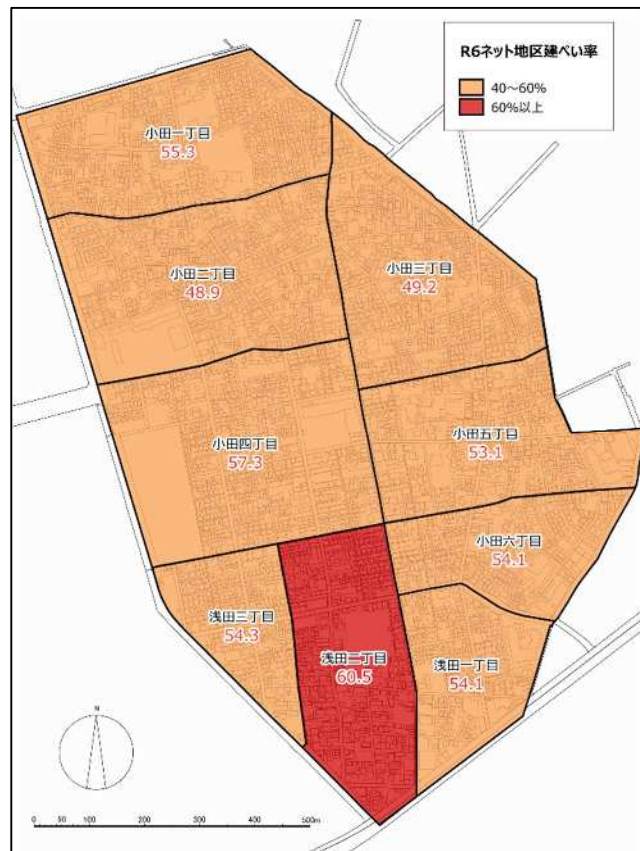 R6ネット地区建ぺい率
40～60%
60%以上
小田一丁目
55.3
小田二丁目
48.9
小田三丁目
49.2
小田四丁目
57.3
小田五丁目
53.1
小田六丁目
54.1
浅田三丁目
54.3
浅田二丁目
60.5
浅田一丁目
54.1
N
0 50 100 200 300 400 500m